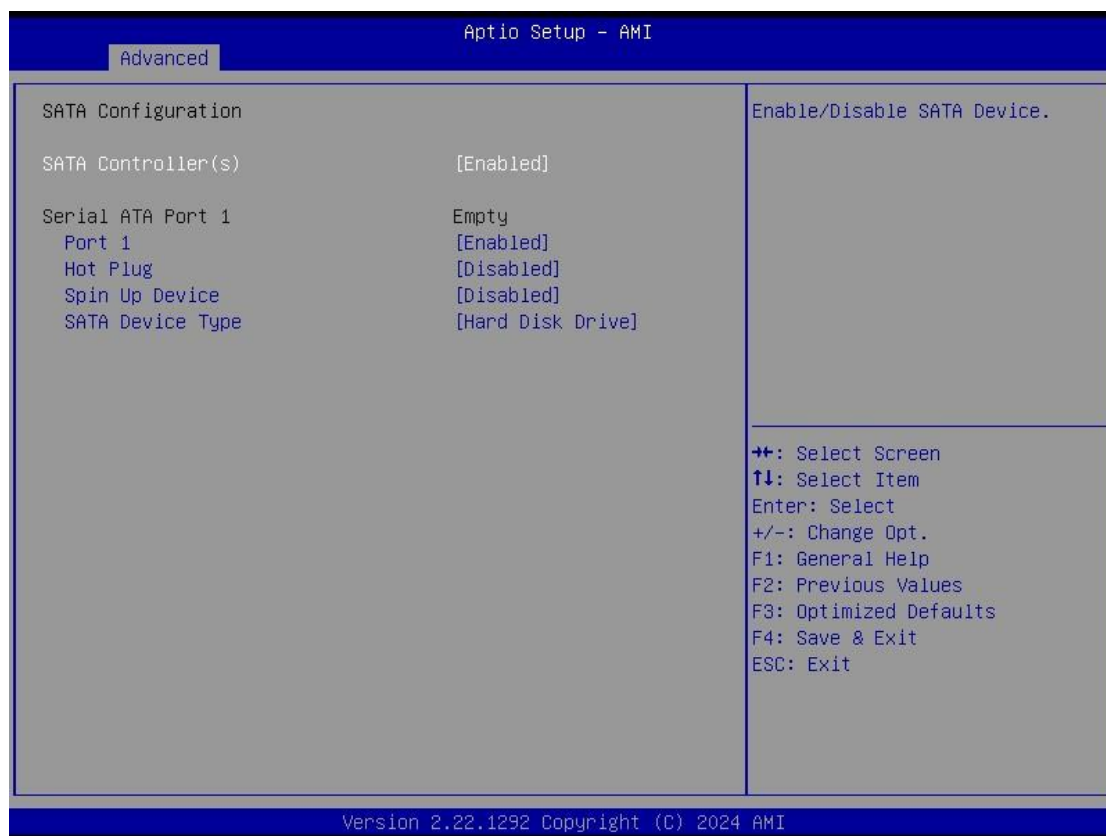 Aptio Setup – AMI
Advanced
SATA Configuration
SATA Controller(s) [Enabled]
Serial ATA Port 1 Empty
Port 1 [Enabled]
Hot Plug [Disabled]
Spin Up Device [Disabled]
SATA Device Type [Hard Disk Drive]
Enable/Disable SATA Device.
→←: Select Screen
↑↓: Select Item
Enter: Select
+/-: Change Opt.
F1: General Help
F2: Previous Values
F3: Optimized Defaults
F4: Save & Exit
ESC: Exit
Version 2.22.1292 Copyright (C) 2024 AMI